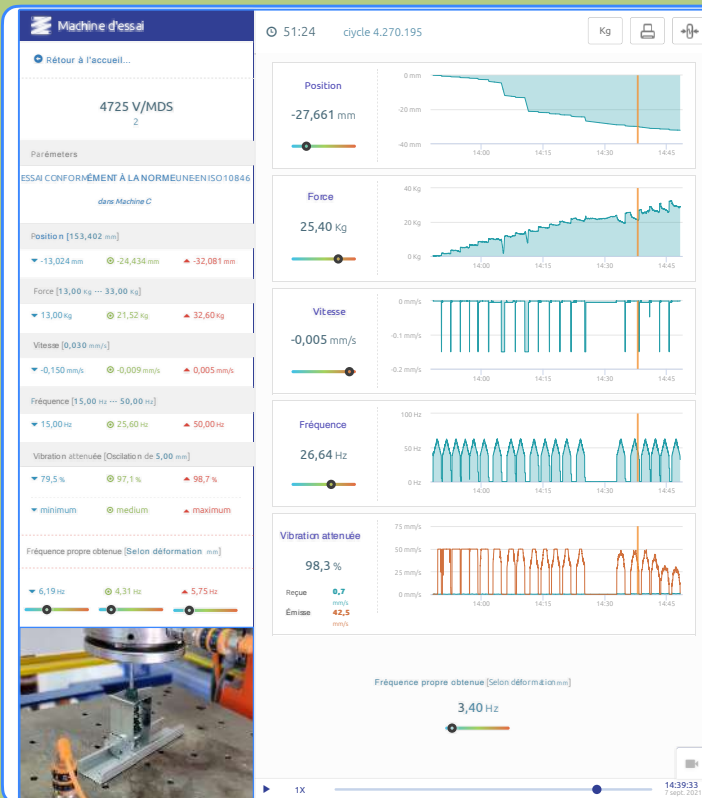 Machine d'essai
Rétour à l'accueil...
4725 V/MDS
2
Parémeters
ESSAI CONFORMÉMENT À LA NORME UNE-EN ISO 10846
dans Machine C
Position [153,402 mm]
-13,024 mm -24,434 mm -32,081 mm
Force [13,00 Kg ··· 33,00 Kg]
13,00 Kg 21,52 Kg 32,60 Kg
Vitesse [0,030 mm/s]
-0,150 mm/s -0,009 mm/s 0,005 mm/s
Fréquence [15,00 Hz ··· 50,00 Hz]
15,00 Hz 25,60 Hz 50,00 Hz
Vibration attenuée [Oscilation de 5,00 mm]
79,5 % 97,1 % 98,7 %
minimum medium maximum
Fréquence propre obtenue [Selon déformation mm]
6,19 Hz 4,31 Hz 5,75 Hz
51:24 ciycle 4.270.195
Kg
Position
-27,661 mm
0 mm
-20 mm
-40 mm
14:00 14:15 14:30 14:45
Force
25,40 Kg
40 Kg
20 Kg
0 Kg
14:00 14:15 14:30 14:45
Vitesse
-0,005 mm/s
0 mm/s
-0.1 mm/s
-0.2 mm/s
14:00 14:15 14:30 14:45
Fréquence
26,64 Hz
100 Hz
50 Hz
0 Hz
14:00 14:15 14:30 14:45
Vibration attenuée
98,3 %
Reçue 0,7
mm/s
Émisse 42,5
mm/s
75 mm/s
50 mm/s
25 mm/s
0 mm/s
14:00 14:15 14:30 14:45
Fréquence propre obtenue [Selon déformation mm]
3,40 Hz
1X
14:39:33
7 sept. 2021